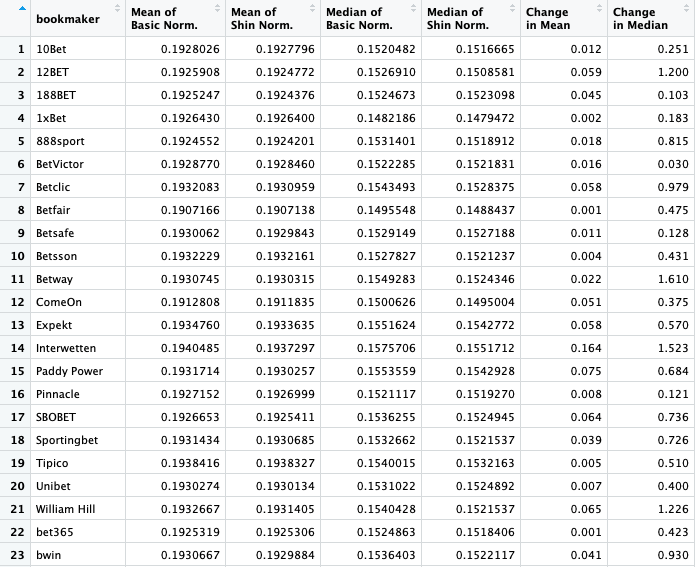 bookmaker Mean of Basic Norm. Mean of Shin Norm. Median of Basic Norm. Median of Shin Norm. Change in Mean Change in Median
1 10Bet 0.1928026 0.1927796 0.1520482 0.1516665 0.012 0.251
2 12BET 0.1925908 0.1924772 0.1526910 0.1508581 0.059 1.200
3 188BET 0.1925247 0.1924376 0.1524673 0.1523098 0.045 0.103
4 1xBet 0.1926430 0.1926400 0.1482186 0.1479472 0.002 0.183
5 888sport 0.1924552 0.1924201 0.1531401 0.1518912 0.018 0.815
6 BetVictor 0.1928770 0.1928460 0.1522285 0.1521831 0.016 0.030
7 Betclic 0.1932083 0.1930959 0.1543493 0.1528375 0.058 0.979
8 Betfair 0.1907166 0.1907138 0.1495548 0.1488437 0.001 0.475
9 Betsafe 0.1930062 0.1929843 0.1529149 0.1527188 0.011 0.128
10 Betsson 0.1932229 0.1932161 0.1527827 0.1521237 0.004 0.431
11 Betway 0.1930745 0.1930315 0.1549283 0.1524346 0.022 1.610
12 ComeOn 0.1912808 0.1911835 0.1500626 0.1495004 0.051 0.375
13 Expekt 0.1934760 0.1933635 0.1551624 0.1542772 0.058 0.570
14 Interwetten 0.1940485 0.1937297 0.1575706 0.1551712 0.164 1.523
15 Paddy Power 0.1931714 0.1930257 0.1553559 0.1542928 0.075 0.684
16 Pinnacle 0.1927152 0.1926999 0.1521117 0.1519270 0.008 0.121
17 SBOBET 0.1926653 0.1925411 0.1536255 0.1524945 0.064 0.736
18 Sportingbet 0.1931434 0.1930685 0.1532662 0.1521537 0.039 0.726
19 Tipico 0.1938416 0.1938327 0.1540015 0.1532163 0.005 0.510
20 Unibet 0.1930274 0.1930134 0.1531022 0.1524892 0.007 0.400
21 William Hill 0.1932667 0.1931405 0.1540428 0.1521537 0.065 1.226
22 bet365 0.1925319 0.1925306 0.1524863 0.1518406 0.001 0.423
23 bwin 0.1930667 0.1929884 0.1536403 0.1522117 0.041 0.930